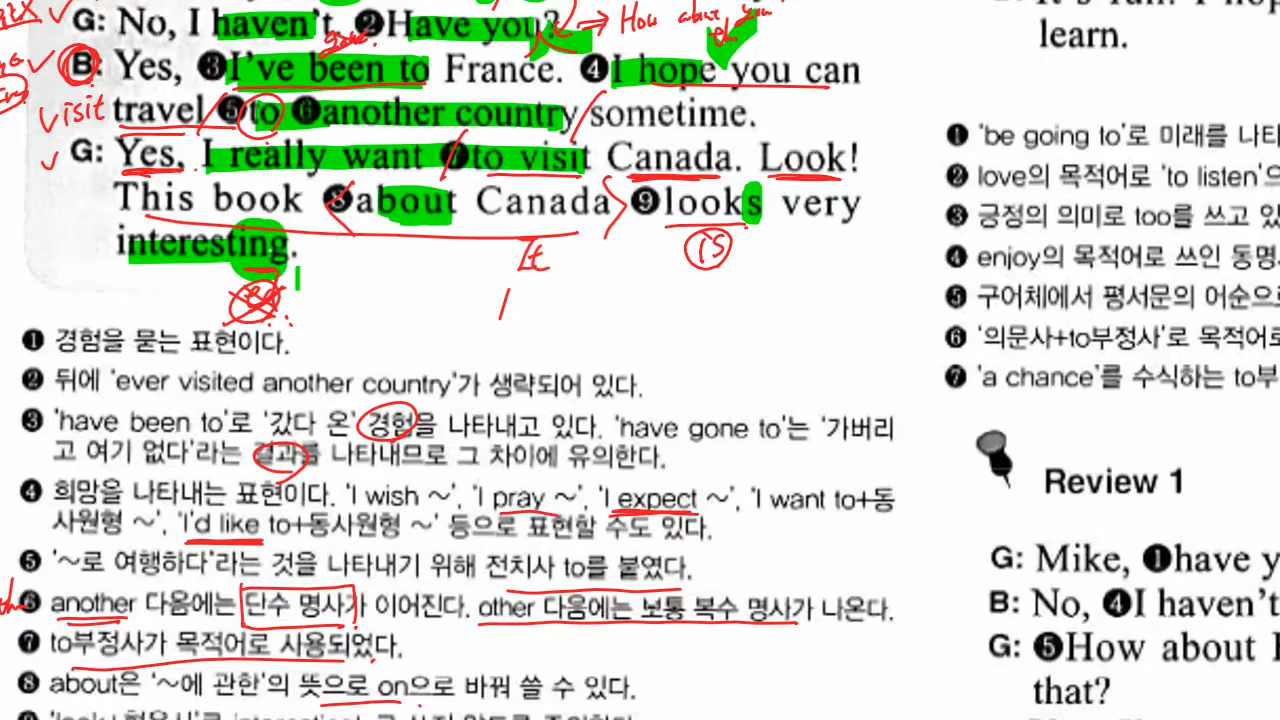 G: No, I haven't. ❷Have you? → How about you
B: Yes, ❸I've been to France. ❹I hope you can
visit travel ❺to ❻another country sometime.
G: Yes, I really want ❼to visit Canada. Look!
This book ❽about Canada ❾looks very
is
It
interesting.
ed
❶ 경험을 묻는 표현이다.
❷ 뒤에 'ever visited another country'가 생략되어 있다.
❸ 'have been to'로 '갔다 온' 경험을 나타내고 있다. 'have gone to'는 '가버리
고 여기 없다'라는 결과를 나타내므로 그 차이에 유의한다.
❹ 희망을 나타내는 표현이다. 'I wish ~', 'I pray ~', 'I expect ~', 'I want to+동
사원형 ~', 'I'd like to+동사원형 ~' 등으로 표현할 수도 있다.
❺ '~로 여행하다'라는 것을 나타내기 위해 전치사 to를 붙였다.
❻ another 다음에는 단수 명사가 이어진다. other 다음에는 보통 복수 명사가 나온다.
❼ to부정사가 목적어로 사용되었다.
❽ about은 '~에 관한'의 뜻으로 on으로 바꿔 쓸 수 있다.
learn.
❶ 'be going to'로 미래를 나타
❷ love의 목적어로 'to listen'으
❸ 긍정의 의미로 too를 쓰고 있
❹ enjoy의 목적어로 쓰인 동명
❺ 구어체에서 평서문의 어순으로
❻ '의문사+to부정사'로 목적어로
❼ 'a chance'를 수식하는 to부
Review 1
G: Mike, ❶have y
B: No, ❹I haven't
G: ❺How about
that?